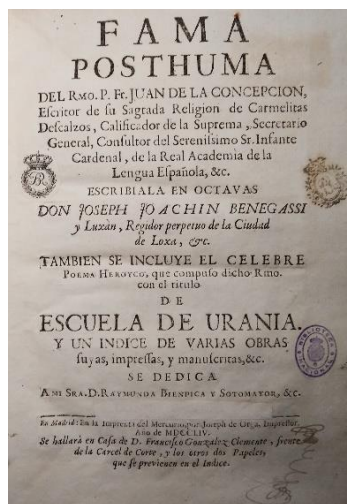 FAMA
POSTHUMA
DEL Rmo. P. Fr. JUAN DE LA CONCEPCION,
Escritor de su Sagrada Religion de Carmelitas
Descalzos, Calificador de la Suprema, Secretario
General, Consultor del Serenissimo Sr. Infante
Cardenal, de la Real Academia de la
Lengua Española, &c.
ESCRIBIALA EN OCTAVAS
DON JOSEPH JOACHIN BENEGASSI
y Luxàn, Regidor perpetuo de la Ciudad
de Loxa, &c.
TAMBIEN SE INCLUYE EL CELEBRE
POEMA HEROYCO, que compuso dicho Rmo.
con el titulo
DE
ESCUELA DE URANIA.
Y UN INDICE DE VARIAS OBRAS
suyas, impressas, y manuscritas, &c.
SE DEDICA
A MI SRA. D. RAYMUNDA BIENPICA Y SOTOMAYOR, &c.
En Madrid: En la Imprenta del Mercurio, por Joseph de Orga, Impressor.
Año de MDCCLIV.
Se hallarà en Casa de D. Francisco Gonzalez Clemente, frente
de la Carcel de Corte, y los otros dos Papeles,
que se previenen en el Indice.